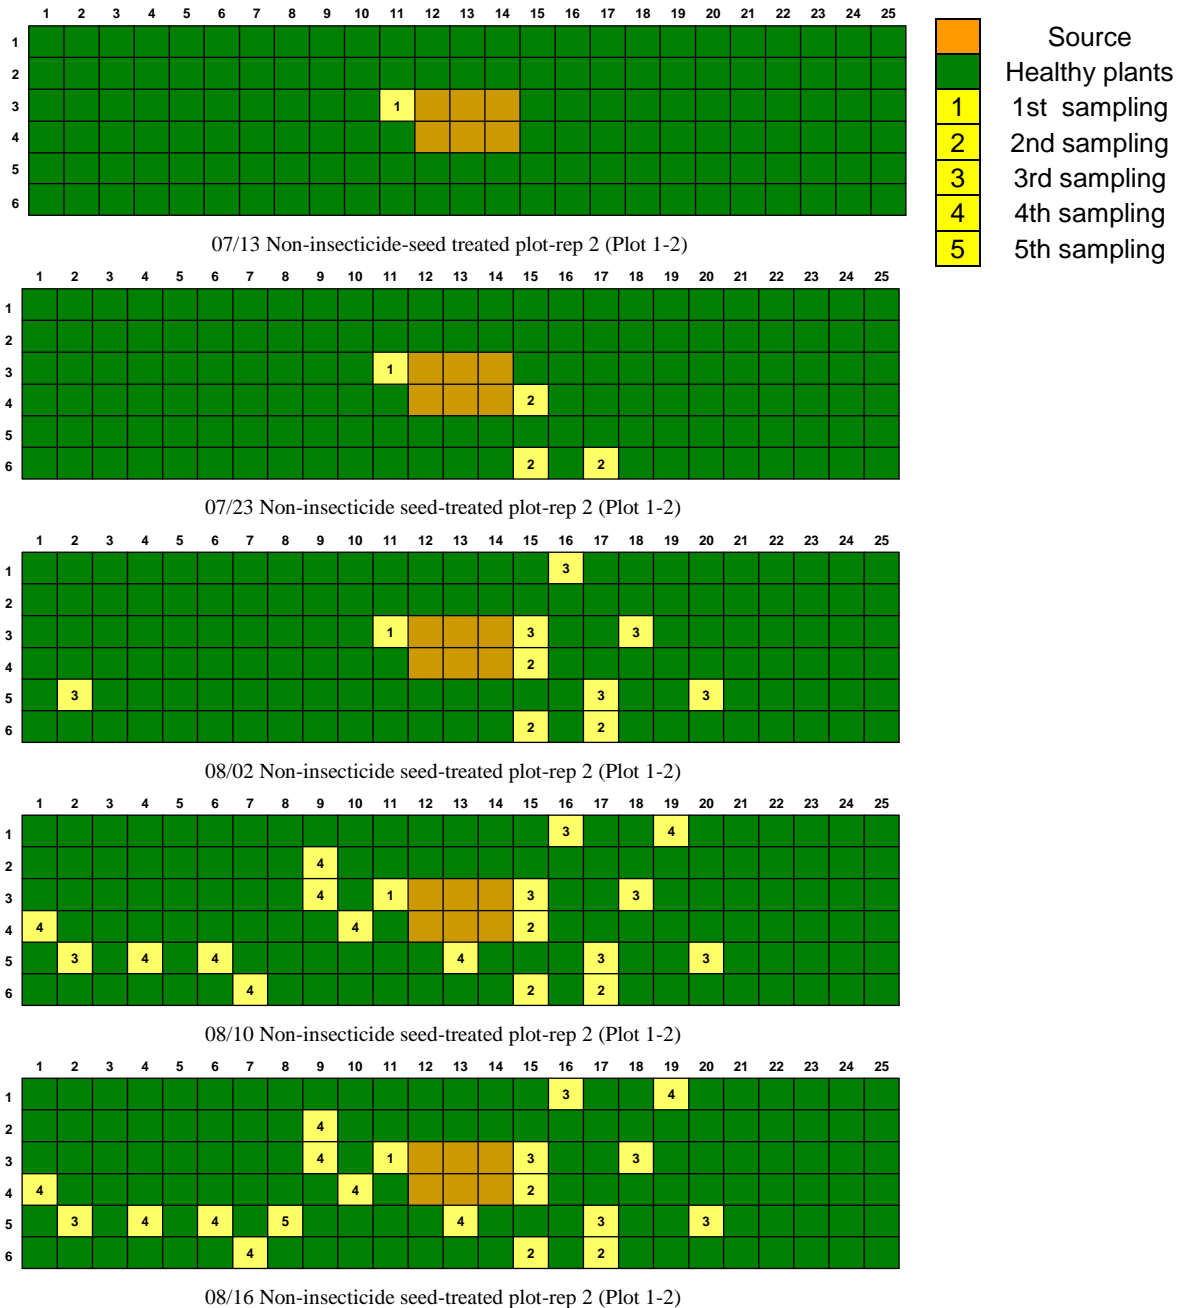 1 2 3 4 5 6 7 8 9 10 11 12 13 14 15 16 17 18 19 20 21 22 23 24 25
1
2
3 1
4
5
6
07/13 Non-insecticide-seed treated plot-rep 2 (Plot 1-2)
Source
Healthy plants
1 1st sampling
2 2nd sampling
3 3rd sampling
4 4th sampling
5 5th sampling
1 2 3 4 5 6 7 8 9 10 11 12 13 14 15 16 17 18 19 20 21 22 23 24 25
1
2
3 1
4 2
5
6 2 2
07/23 Non-insecticide seed-treated plot-rep 2 (Plot 1-2)
1 2 3 4 5 6 7 8 9 10 11 12 13 14 15 16 17 18 19 20 21 22 23 24 25
1 3
2
3 1 3 3
4 2
5 3 3 3
6 2 2
08/02 Non-insecticide seed-treated plot-rep 2 (Plot 1-2)
1 2 3 4 5 6 7 8 9 10 11 12 13 14 15 16 17 18 19 20 21 22 23 24 25
1 3 4
2 4
3 4 1 3 3
4 4 4 2
5 3 4 4 4 3 3
6 4 2 2
08/10 Non-insecticide seed-treated plot-rep 2 (Plot 1-2)
1 2 3 4 5 6 7 8 9 10 11 12 13 14 15 16 17 18 19 20 21 22 23 24 25
1 3 4
2 4
3 4 1 3 3
4 4 4 2
5 3 4 4 5 4 3 3
6 4 2 2
08/16 Non-insecticide seed-treated plot-rep 2 (Plot 1-2)